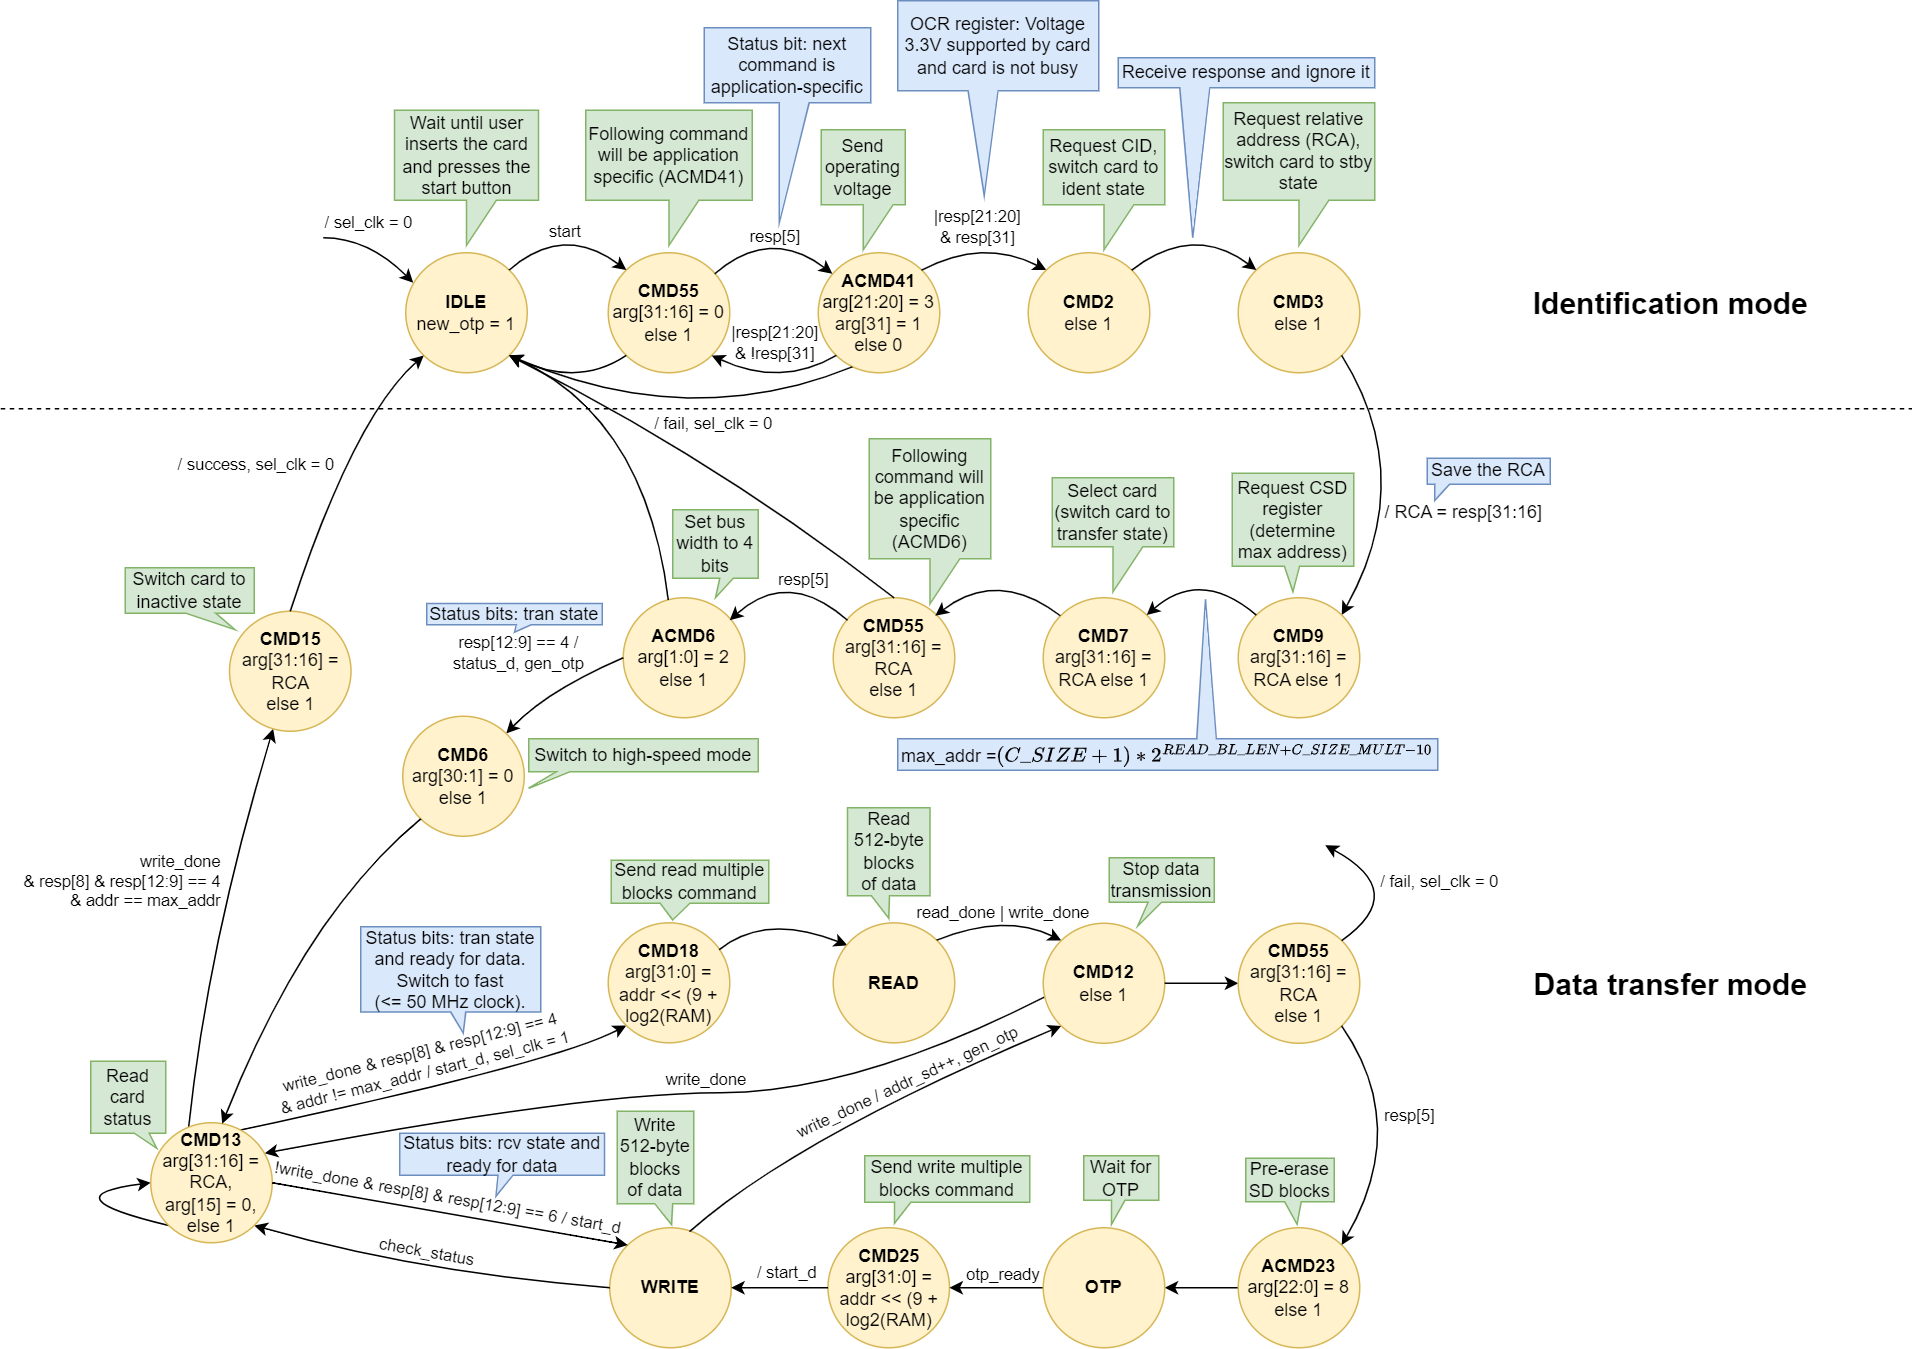 OCR register: Voltage
3.3V supported by card
and card is not busy
Status bit: next
command is
application-specific
Receive response and ignore it
Wait until user
inserts the card
and presses the
start button
Following command
will be application
specific (ACMD41)
Send
operating
voltage
Request CID,
switch card to
ident state
Request relative
address (RCA),
switch card to stby
state
/ sel_clk = 0
start
resp[5]
|resp[21:20]
& resp[31]
IDLE
new_otp = 1
CMD55
arg[31:16] = 0
else 1
ACMD41
arg[21:20] = 3
arg[31] = 1
else 0
|resp[21:20]
& !resp[31]
CMD2
else 1
CMD3
else 1
Identification mode
/ fail, sel_clk = 0
/ success, sel_clk = 0
Save the RCA
/ RCA = resp[31:16]
Following
command will
be application
specific
(ACMD6)
Select card
(switch card to
transfer state)
Request CSD
register
(determine
max address)
Set bus
width to 4
bits
resp[5]
Switch card to
inactive state
Status bits: tran state
resp[12:9] == 4 /
status_d, gen_otp
CMD15
arg[31:16] =
RCA
else 1
ACMD6
arg[1:0] = 2
else 1
CMD55
arg[31:16] =
RCA
else 1
CMD7
arg[31:16] =
RCA else 1
CMD9
arg[31:16] =
RCA else 1
CMD6
arg[30:1] = 0
else 1
Switch to high-speed mode
max_addr =(C_SIZE + 1) * 2^{READ_BL_LEN+C_SIZE_MULT−10}
write_done
& resp[8] & resp[12:9] == 4
& addr == max_addr
Send read multiple
blocks command
Read
512-byte
blocks
of data
Stop data
transmission
/ fail, sel_clk = 0
read_done | write_done
Status bits: tran state
and ready for data.
Switch to fast
(<= 50 MHz clock).
CMD18
arg[31:0] =
addr << (9 +
log2(RAM)
READ
CMD12
else 1
CMD55
arg[31:16] =
RCA
else 1
Data transfer mode
write_done & resp[8] & resp[12:9] == 4
& addr != max_addr / start_d, sel_clk = 1
write_done
write_done / addr_sd++, gen_otp
resp[5]
Read
card
status
CMD13
arg[31:16] =
RCA,
arg[15] = 0,
else 1
Status bits: rcv state and
ready for data
!write_done & resp[8] & resp[12:9] == 6 / start_d
check_status
Write
512-byte
blocks
of data
Send write multiple
blocks command
Wait for
OTP
Pre-erase
SD blocks
WRITE
/ start_d
CMD25
arg[31:0] =
addr << (9 +
log2(RAM)
otp_ready
OTP
ACMD23
arg[22:0] = 8
else 1